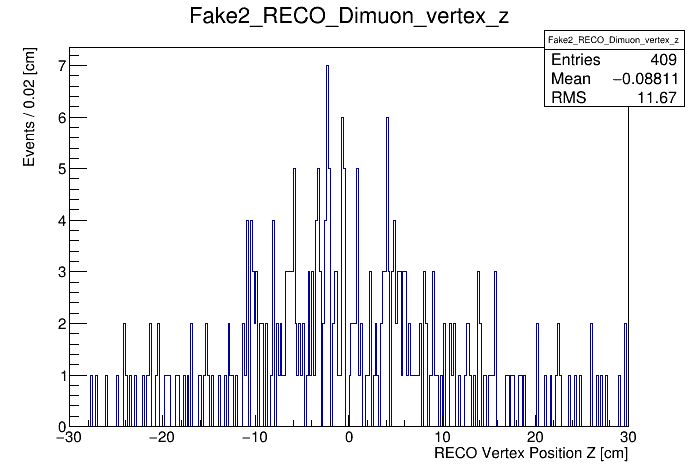 Fake2_RECO_Dimuon_vertex_z
Fake2_RECO_Dimuon_vertex_z
Entries 409
Mean −0.08811
RMS 11.67
Events / 0.02 [cm]
7
6
5
4
3
2
1
0
−30 −20 −10 0 10 20 30
RECO Vertex Position Z [cm]